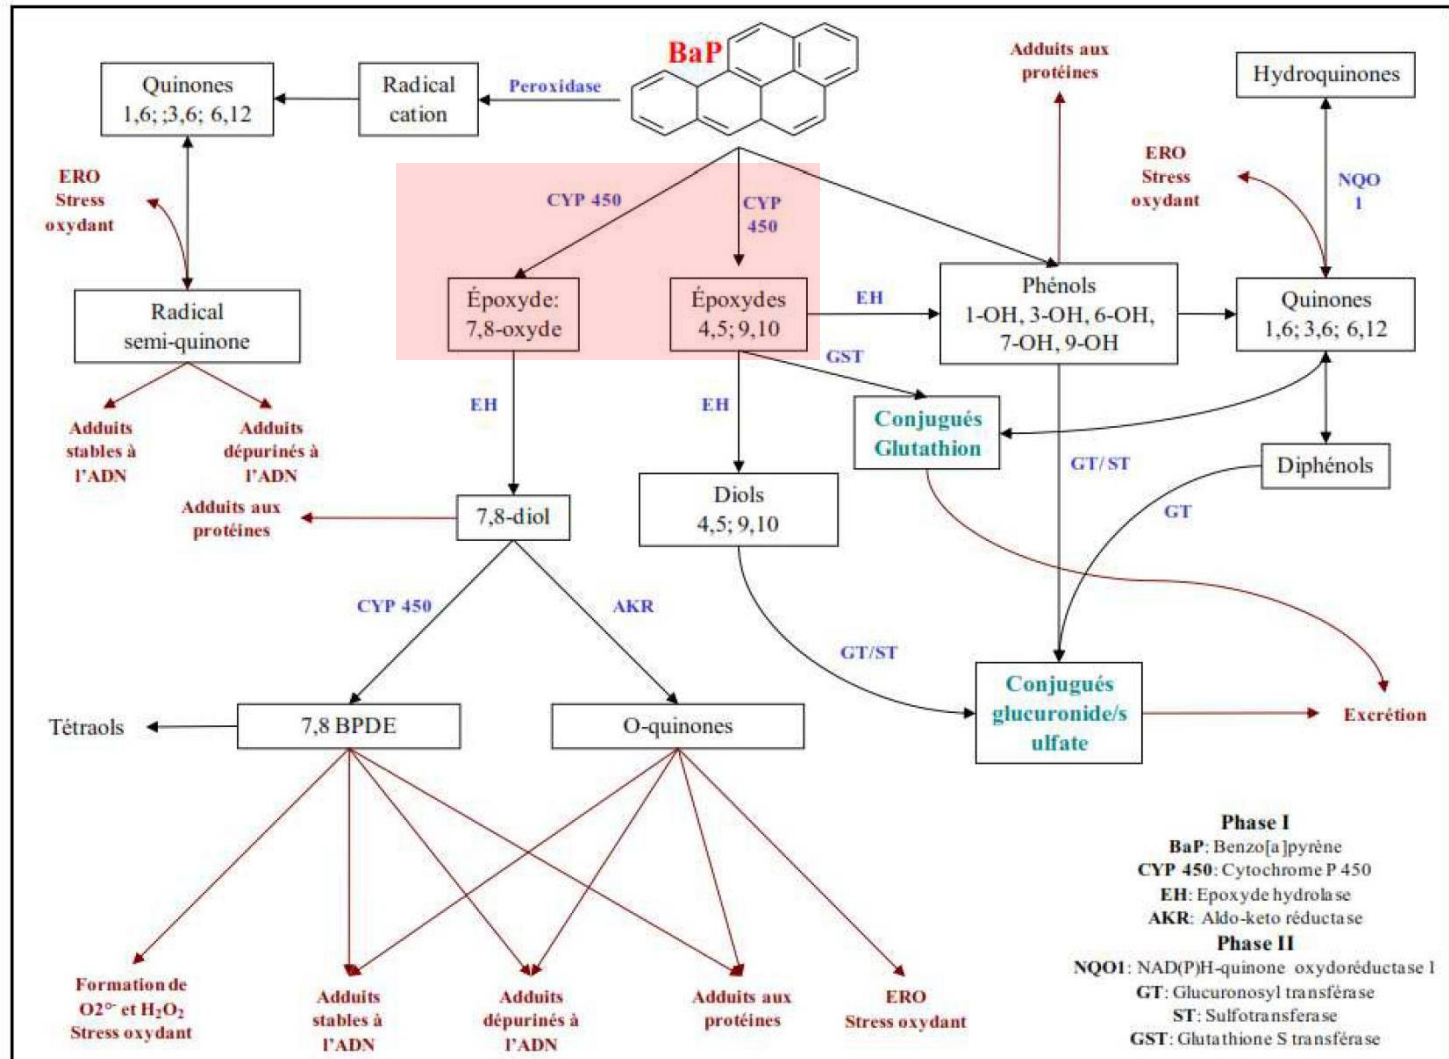 BaP
Peroxidase
Radical
cation
Quinones
1,6; ;3,6; 6,12
ERO
Stress
oxydant
Radical
semi-quinone
Adduits
stables à
l'ADN
Adduits
dépurinés à
l'ADN
CYP 450
CYP
450
Époxyde:
7,8-oxyde
Époxydes
4,5; 9,10
EH
GST
Adduits aux
protéines
Phénols
1-OH, 3-OH, 6-OH,
7-OH, 9-OH
Hydroquinones
ERO
Stress
oxydant
NQO
1
Quinones
1,6; 3,6; 6,12
EH
EH
Conjugués
Glutathion
GT/ ST
Diphénols
GT
Adduits aux
protéines
7,8-diol
Diols
4,5; 9,10
CYP 450
AKR
GT/ST
Tétraols
7,8 BPDE
O-quinones
Conjugués
glucuronide/s
ulfate
Excrétion
Formation de
O2°- et H₂O₂
Stress oxydant
Adduits
stables à
l'ADN
Adduits
dépurinés à
l'ADN
Adduits aux
protéines
ERO
Stress oxydant
Phase I
BaP: Benzo[a]pyrène
CYP 450: Cytochrome P 450
EH: Epoxyde hydrolase
AKR: Aldo-keto réductase
Phase II
NQO1: NAD(P)H-quinone oxydoréductase 1
GT: Glucuronosyl transférase
ST: Sulfotransférase
GST: Glutathione S transférase